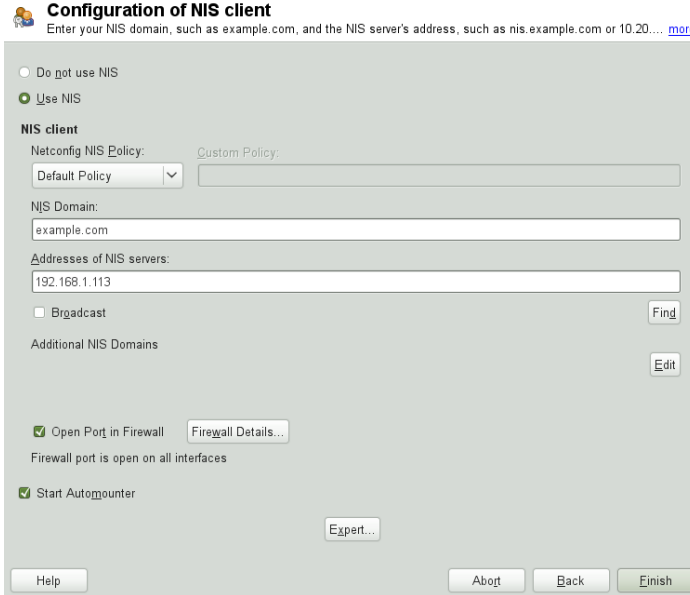 Configuration of NIS client
Enter your NIS domain, such as example.com, and the NIS server's address, such as nis.example.com or 10.20.... more
Do not use NIS
Use NIS
NIS client
Netconfig NIS Policy: Custom Policy:
Default Policy
NIS Domain:
example.com
Addresses of NIS servers:
192.168.1.113
Broadcast Find
Additional NIS Domains
Edit
Open Port in Firewall Firewall Details...
Firewall port is open on all interfaces
Start Automounter
Expert...
Help Abort Back Finish